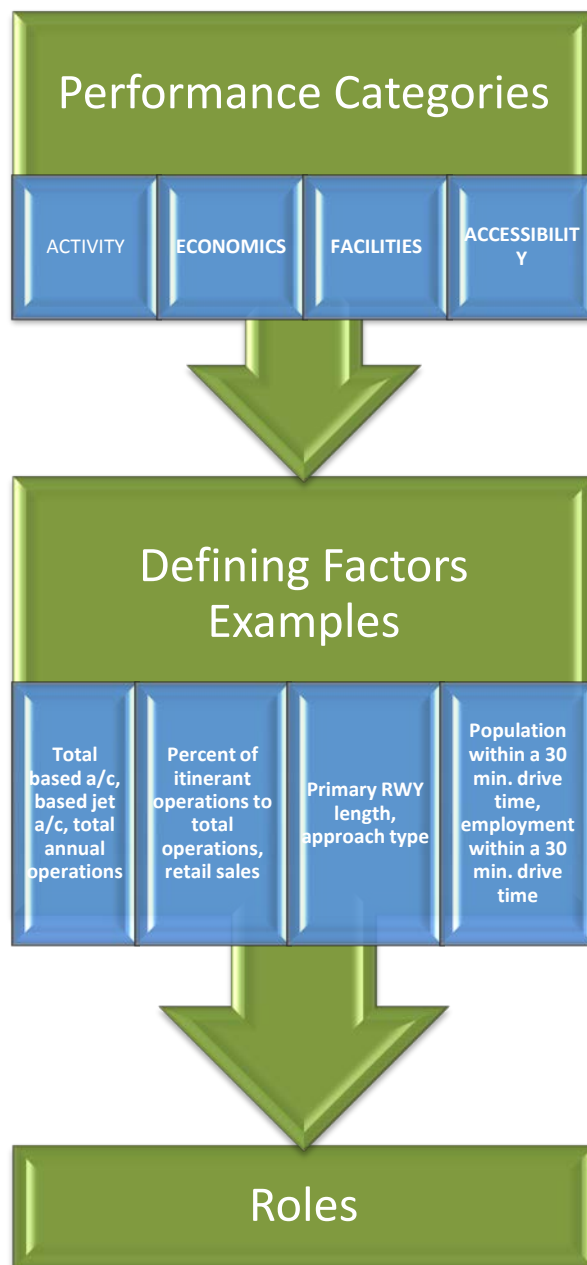 Performance Categories
ACTIVITY
ECONOMICS
FACILITIES
ACCESSIBILIT
Y
Defining Factors
Examples
Total
based a/c,
based jet
a/c, total
annual
operations
Percent of
itinerant
operations to
total
operations,
retail sales
Primary RWY
length,
approach type
Population
within a 30
min. drive
time,
employment
within a 30
min. drive
time
Roles